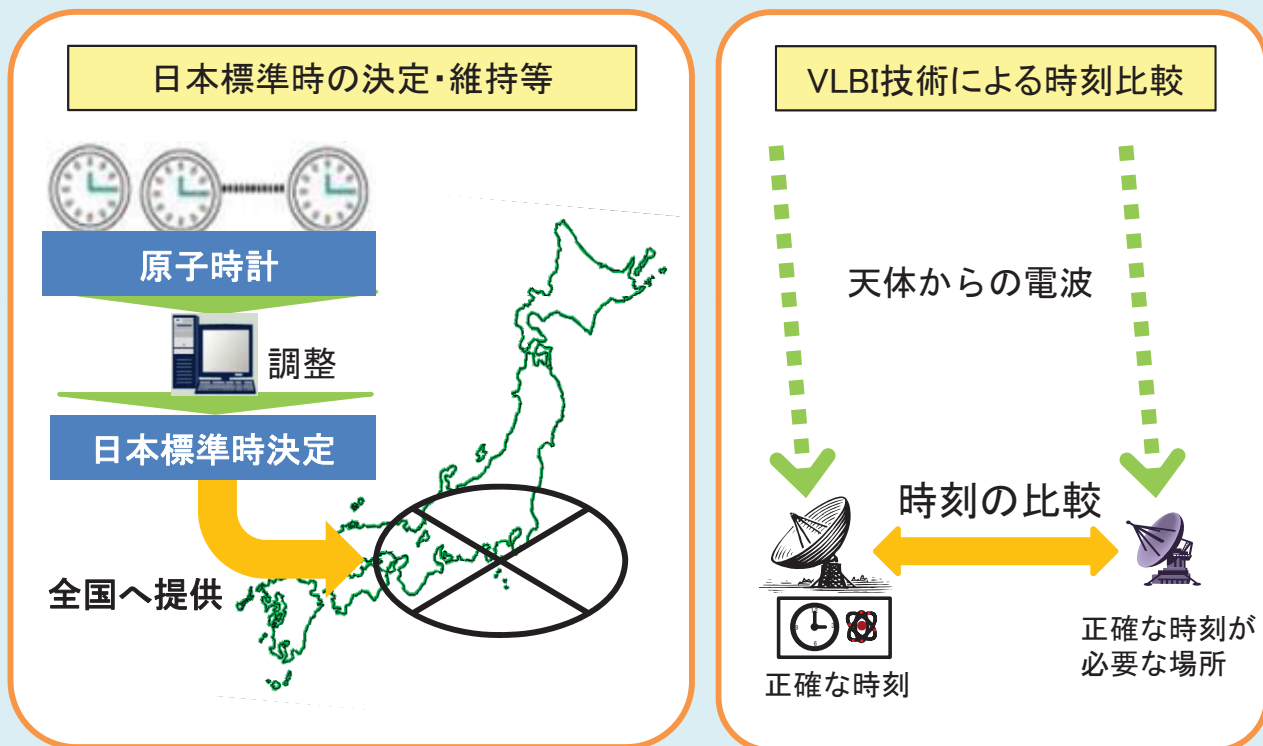 日本標準時の決定・維持等
原子時計
調整
日本標準時決定
全国へ提供
VLBI技術による時刻比較
天体からの電波
時刻の比較
正確な時刻
正確な時刻が
必要な場所